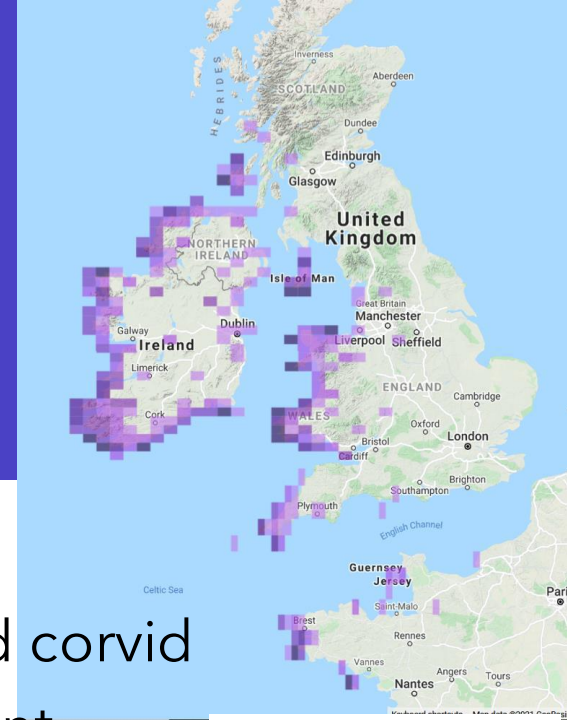 Inverness
Aberdeen
HEBRIDES
SCOTLAND
Dundee
Edinburgh
Glasgow
United
Kingdom
NORTHERN
IRELAND
Isle of Man
Great Britain
Manchester
Galway
Dublin
Liverpool
Sheffield
Ireland
Limerick
ENGLAND
Cambridge
Cork
WALES
Oxford
London
Bristol
Cardiff
Brighton
Southampton
Plymouth
English Channel
Guernsey
Jersey
Celtic Sea
Pari
Saint-Malo
Brest
Rennes
d corvid
Vannes
Angers
Tours
Nantes